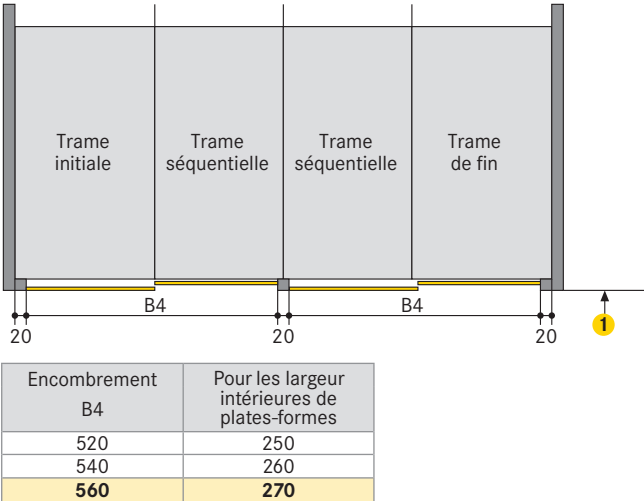 Trame
initiale
Trame
séquentielle
Trame
séquentielle
Trame
de fin
B4
B4
20
20
20
1
Encombrement
B4
Pour les largeur
intérieures de
plates-formes
520 250
540 260
560 270